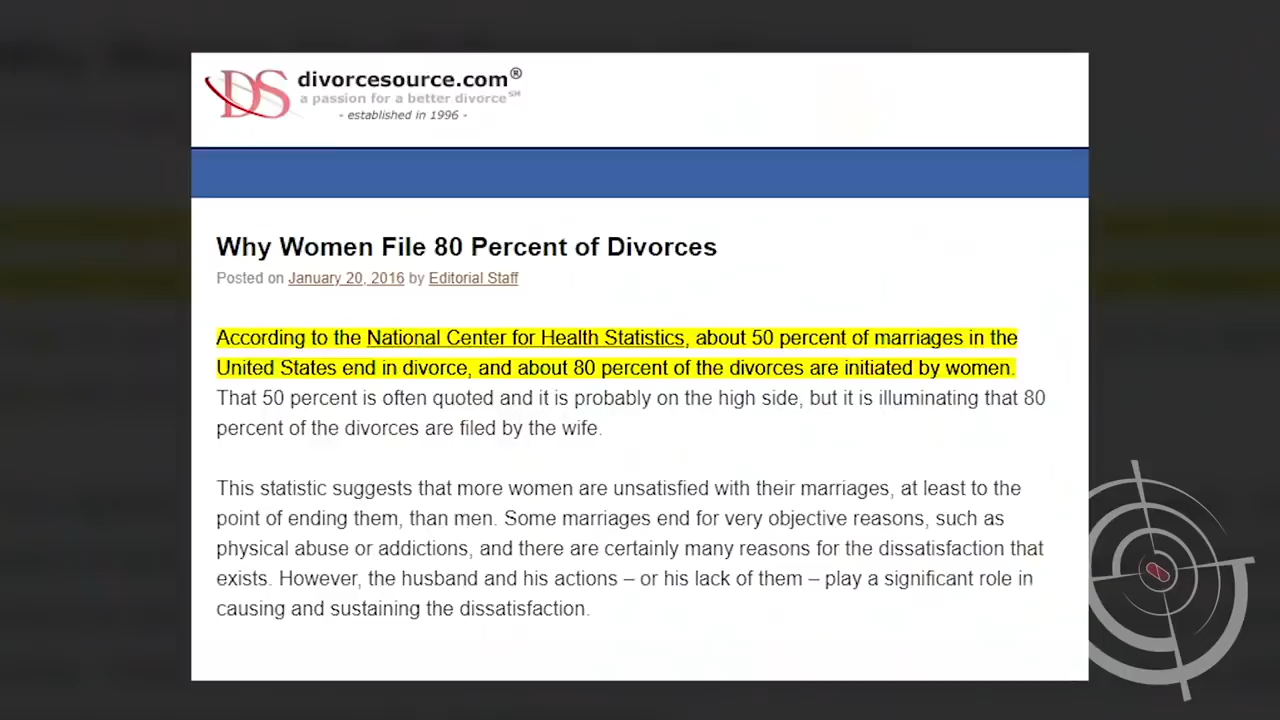 DS divorcesource.com®
a passion for a better divorce℠
- established in 1996 -
Why Women File 80 Percent of Divorces
Posted on January 20, 2016 by Editorial Staff
According to the National Center for Health Statistics, about 50 percent of marriages in the
United States end in divorce, and about 80 percent of the divorces are initiated by women.
That 50 percent is often quoted and it is probably on the high side, but it is illuminating that 80
percent of the divorces are filed by the wife.
This statistic suggests that more women are unsatisfied with their marriages, at least to the
point of ending them, than men. Some marriages end for very objective reasons, such as
physical abuse or addictions, and there are certainly many reasons for the dissatisfaction that
exists. However, the husband and his actions – or his lack of them – play a significant role in
causing and sustaining the dissatisfaction.